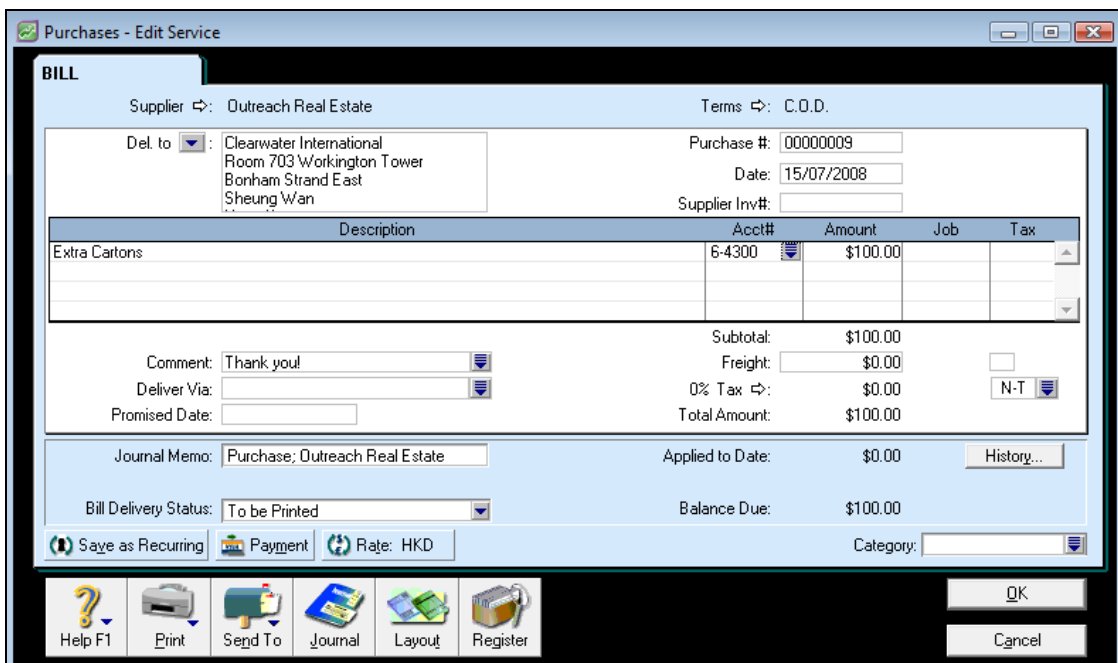 Purchases - Edit Service
BILL
Supplier ⇨: Outreach Real Estate Terms ⇨: C.O.D.
Del. to : Clearwater International Purchase #: 00000009
Room 703 Workington Tower
Bonham Strand East Date: 15/07/2008
Sheung Wan Supplier Inv#:
Description Acct# Amount Job Tax
Extra Cartons 6-4300 $100.00
Subtotal: $100.00
Comment: Thank you! Freight: $0.00
Deliver Via: 0% Tax ⇨: $0.00 N-T
Promised Date: Total Amount: $100.00
Journal Memo: Purchase; Outreach Real Estate Applied to Date: $0.00 History...
Bill Delivery Status: To be Printed Balance Due: $100.00
Save as Recurring Payment Rate: HKD Category:
Help F1 Print Send To Journal Layout Register
OK
Cancel